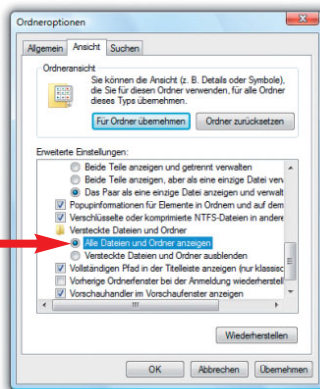 Ordneroptionen
Allgemein Ansicht Suchen
Ordneransicht
Sie können die Ansicht (z. B. Details oder Symbole),
die Sie für diesen Ordner verwenden, für alle Ordner
dieses Typs übernehmen.
Für Ordner übernehmen Ordner zurücksetzen
Erweiterte Einstellungen:
Beide Teile anzeigen und getrennt verwalten
Beide Teile anzeigen, aber als eine einzige Datei verv
Das Paar als eine einzige Datei anzeigen und verwalt
Popupinformationen für Elemente in Ordnern und auf dem
Verschlüsselte oder komprimierte NTFS-Dateien in andere
Versteckte Dateien und Ordner
Alle Dateien und Ordner anzeigen
Versteckte Dateien und Ordner ausblenden
Vollständigen Pfad in der Titelleiste anzeigen (nur klassisc
Vorherige Ordnerfenster bei der Anmeldung wiederherstell
Vorschauhandler im Vorschaufenster anzeigen
Wiederherstellen
OK Abbrechen Übernehmen